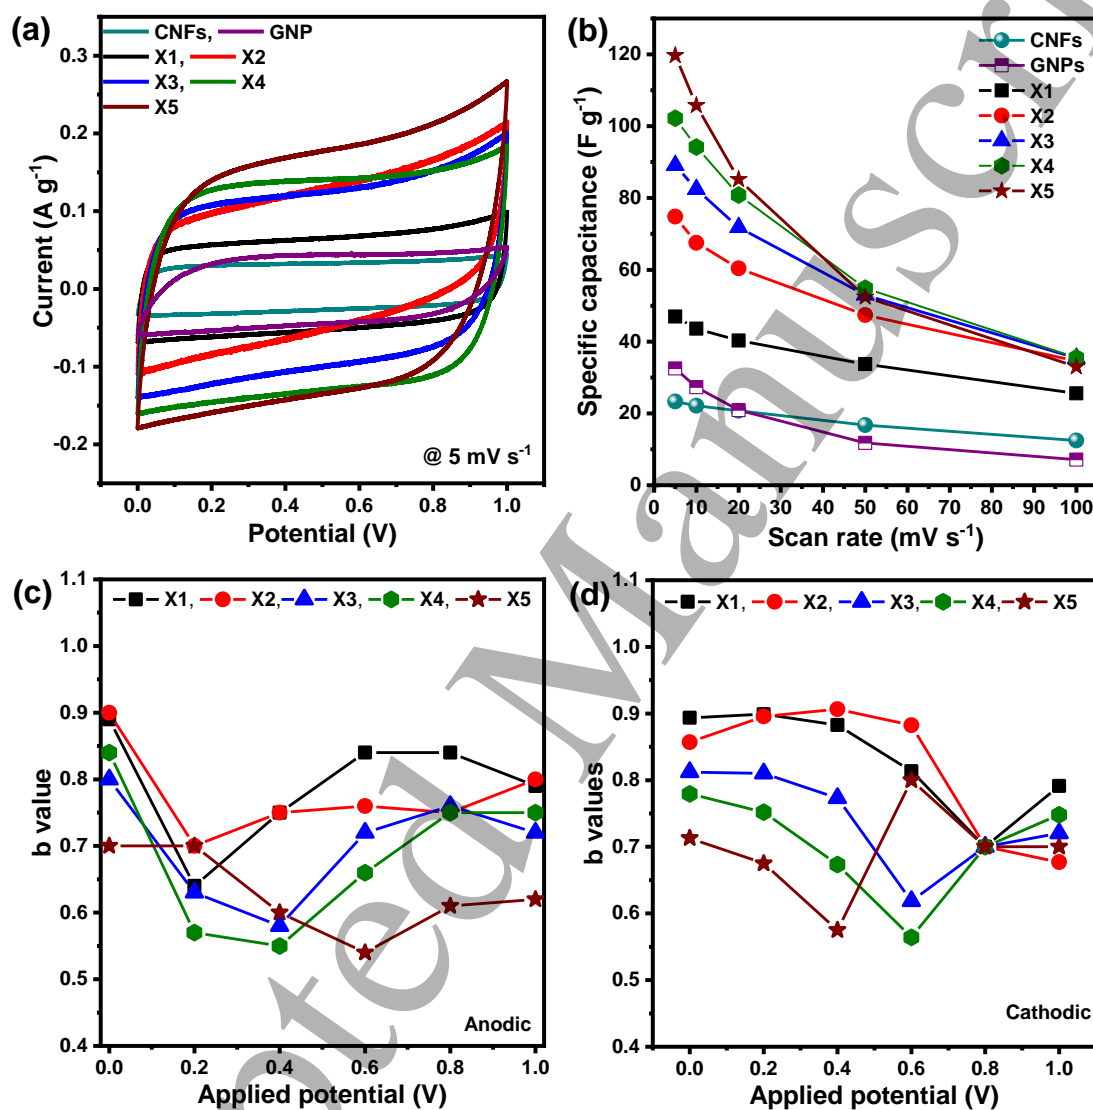 (a)
CNFs, GNP
X1, X2
X3, X4
X5
0.3
0.2
0.1
0.0
-0.1
-0.2
Current (A g⁻¹)
@ 5 mV s⁻¹
0.0 0.2 0.4 0.6 0.8 1.0
Potential (V)
(b)
CNFs
GNPs
X1
X2
X3
X4
X5
120
100
80
60
40
20
0
Specific capacitance (F g⁻¹)
0 10 20 30 40 50 60 70 80 90 100
Scan rate (mV s⁻¹)
(c)
X1, X2, X3, X4, X5
1.1
1.0
0.9
0.8
0.7
0.6
0.5
0.4
b value
Anodic
0.0 0.2 0.4 0.6 0.8 1.0
Applied potential (V)
(d)
X1, X2, X3, X4, X5
1.1
1.0
0.9
0.8
0.7
0.6
0.5
0.4
b values
Cathodic
0.0 0.2 0.4 0.6 0.8 1.0
Applied potential (V)